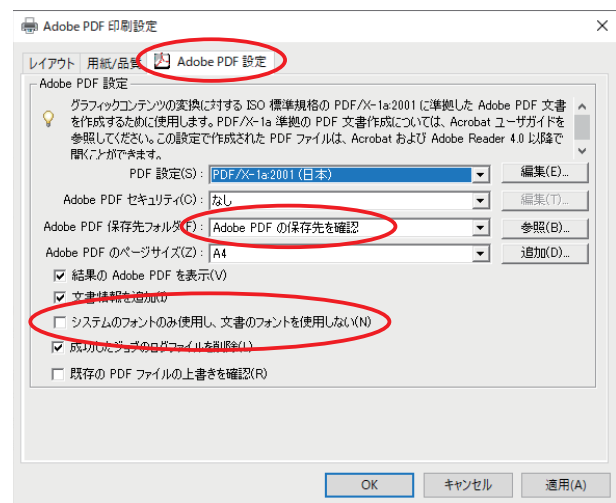 Adobe PDF 印刷設定
レイアウト 用紙/品質 Adobe PDF 設定
Adobe PDF 設定
グラフィックコンテンツの変換に対する ISO 標準規格の PDF/X-1a:2001 に準拠した Adobe PDF 文書
を作成するために使用します。PDF/X-1a 準拠の PDF 文書作成については、Acrobat ユーザガイドを
参照してください。この設定で作成された PDF ファイルは、Acrobat および Adobe Reader 4.0 以降で
開くことができます。
PDF 設定(S): PDF/X-1a:2001 (日本) 編集(E)...
Adobe PDF セキュリティ(C): なし 編集(T)...
Adobe PDF 保存先フォルダ(F): Adobe PDF の保存先を確認 参照(B)...
Adobe PDF のページサイズ(Z): A4 追加(D)...
結果の Adobe PDF を表示(V)
文書情報を追加(I)
システムのフォントのみ使用し、文書のフォントを使用しない(N)
成功したジョブのログファイルを削除(L)
既存の PDF ファイルの上書きを確認(R)
OK キャンセル 適用(A)